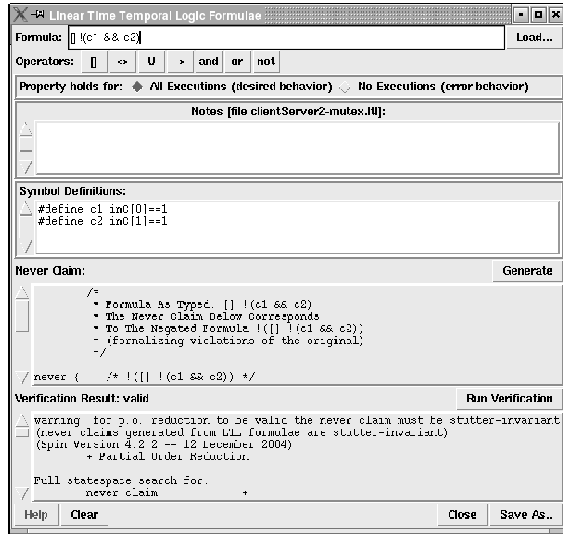 Linear Time Temporal Logic Formulae
Formula: [] !(c1 && c2) Load...
Operators: [] <> U -> and or not
Property holds for: All Executions (desired behavior) No Executions (error behavior)
Notes [file clientServer2-mutex.ltl]:
Symbol Definitions:
#define c1 inC[0]==1
#define c2 inC[1]==1
Never Claim: Generate
/*
* Formula As Typed: [] !(c1 && c2)
* The Never Claim Below Corresponds
* To The Negated Formula !([] !(c1 && c2))
* (formalizing violations of the original)
*/
never { /* !([] !(c1 && c2)) */
Verification Result: valid Run Verification
warning: for p.o. reduction to be valid the never claim must be stutter-invariant
(never claims generated from LTL formulae are stutter-invariant)
(Spin Version 4.2.2 -- 12 December 2004)
+ Partial Order Reduction
Full statespace search for:
never claim +
Help Clear Close Save As..